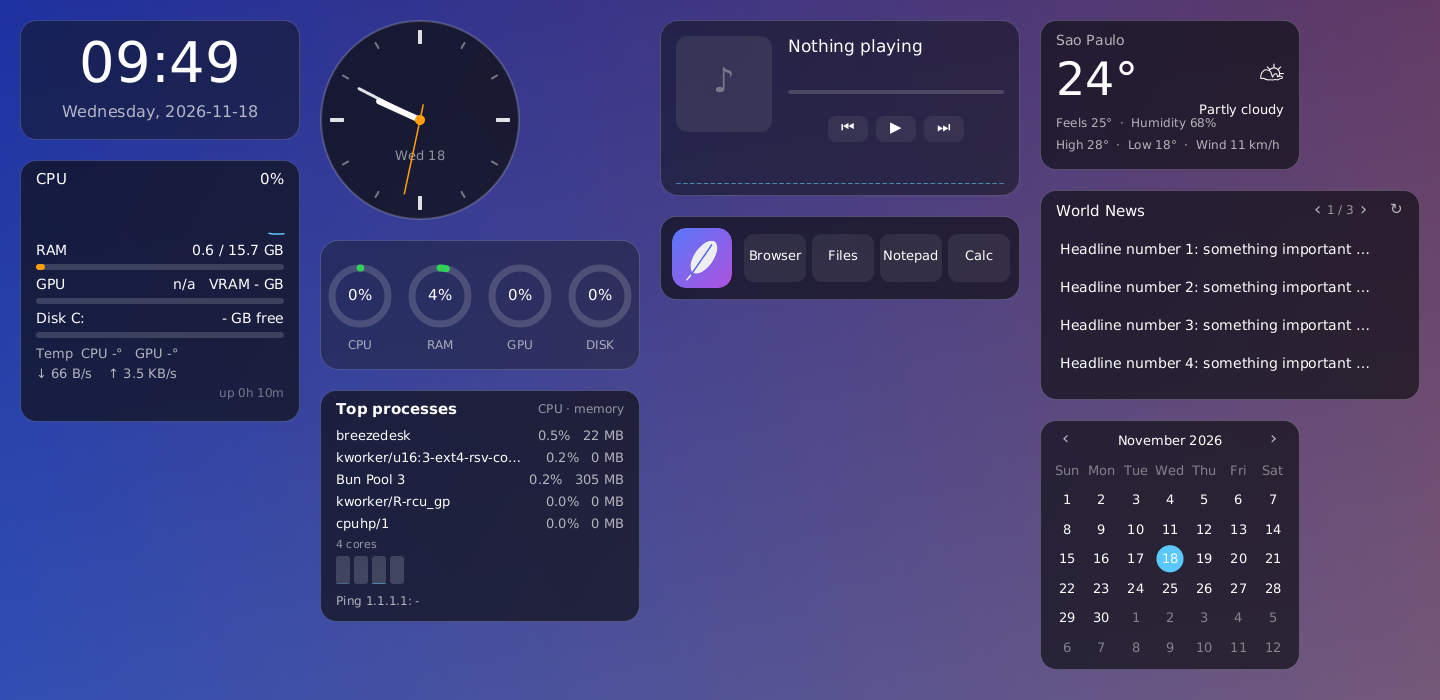 09:49
Wednesday, 2026-11-18
CPU 0%
RAM 0.6 / 15.7 GB
GPU n/a VRAM - GB
Disk C: - GB free
Temp CPU -° GPU -°
↓ 66 B/s ↑ 3.5 KB/s
up 0h 10m
Wed 18
0% 4% 0% 0%
CPU RAM GPU DISK
Top processes CPU · memory
breezedesk 0.5% 22 MB
kworker/u16:3-ext4-rsv-co... 0.2% 0 MB
Bun Pool 3 0.2% 305 MB
kworker/R-rcu_gp 0.0% 0 MB
cpuhp/1 0.0% 0 MB
4 cores
Ping 1.1.1.1: -
Nothing playing
Browser Files Notepad Calc
Sao Paulo
24°
Partly cloudy
Feels 25° · Humidity 68%
High 28° · Low 18° · Wind 11 km/h
World News ‹ 1 / 3 › ↻
Headline number 1: something important ...
Headline number 2: something important ...
Headline number 3: something important ...
Headline number 4: something important ...
‹ November 2026 ›
Sun Mon Tue Wed Thu Fri Sat
1 2 3 4 5 6 7
8 9 10 11 12 13 14
15 16 17 18 19 20 21
22 23 24 25 26 27 28
29 30 1 2 3 4 5
6 7 8 9 10 11 12